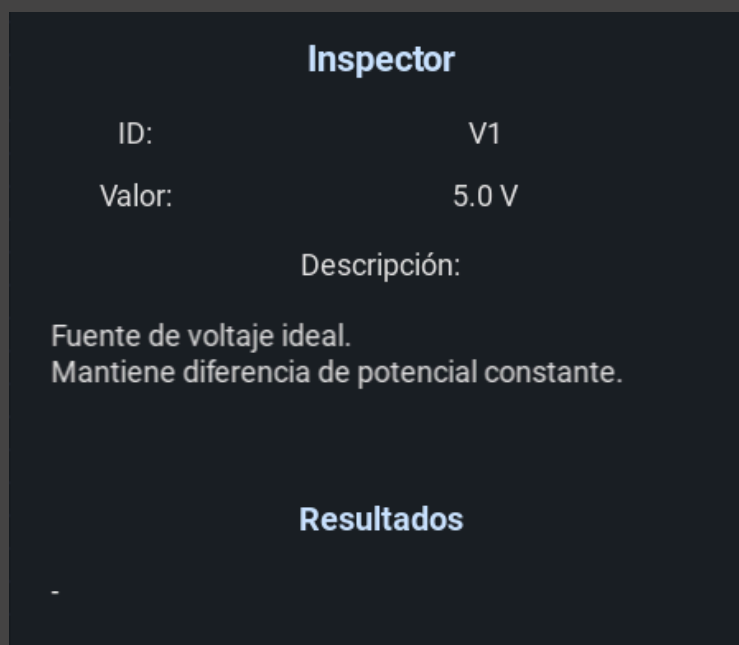 Inspector
ID: V1
Valor: 5.0 V
Descripción:
Fuente de voltaje ideal.
Mantiene diferencia de potencial constante.
Resultados
-